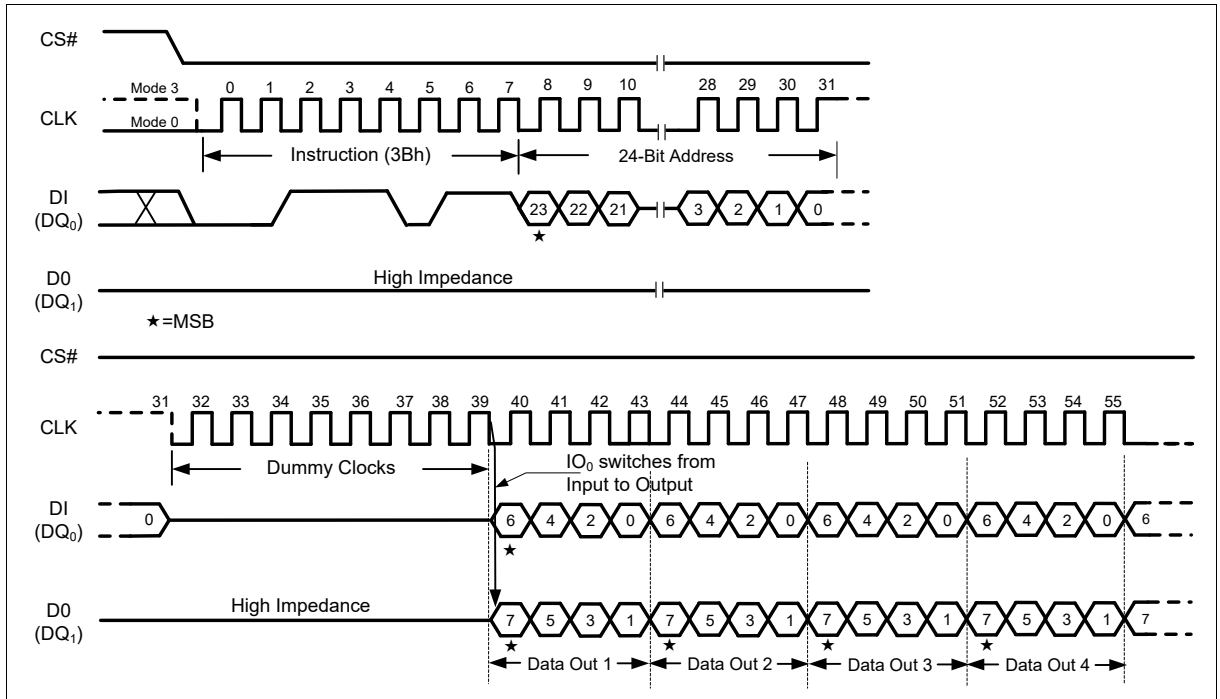 CS#
Mode 3
0 1 2 3 4 5 6 7 8 9 10 28 29 30 31
CLK
Mode 0
Instruction (3Bh) 24-Bit Address
DI
(DQ0)
23 22 21 3 2 1 0
★
D0
(DQ1)
High Impedance
★=MSB
CS#
31 32 33 34 35 36 37 38 39 40 41 42 43 44 45 46 47 48 49 50 51 52 53 54 55
CLK
Dummy Clocks
IO0 switches from
Input to Output
DI
(DQ0)
0 6 4 2 0 6 4 2 0 6 4 2 0 6 4 2 0 6
★
D0
(DQ1)
High Impedance
7 5 3 1 7 5 3 1 7 5 3 1 7 5 3 1 7
★ ★ ★ ★
Data Out 1 Data Out 2 Data Out 3 Data Out 4